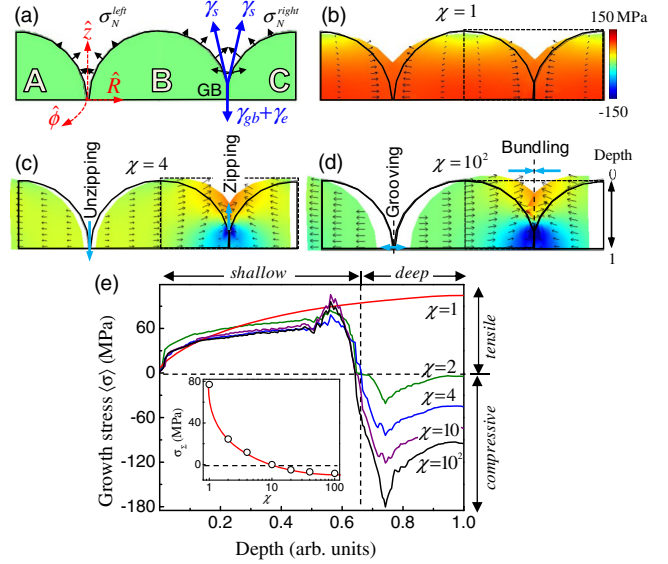 (a) σ_N^left γ_s γ_s σ_N^right
ẑ
A B C
GB
R̂
φ̂
γ_gb+γ_e
(b) χ = 1
150 MPa
-150
(c) χ = 4
Unzipping
Zipping
(d) χ = 10²
Grooving
Bundling
Depth
0
1
(e)
shallow deep
Growth stress ⟨σ⟩ (MPa)
60
0
-60
-120
-180
χ=1
χ=2
χ=4
χ=10
χ=10²
tensile
compressive
σ_Σ (MPa)
80
40
0
1 10 100
χ
0.2 0.4 0.6 0.8 1.0
Depth (arb. units)